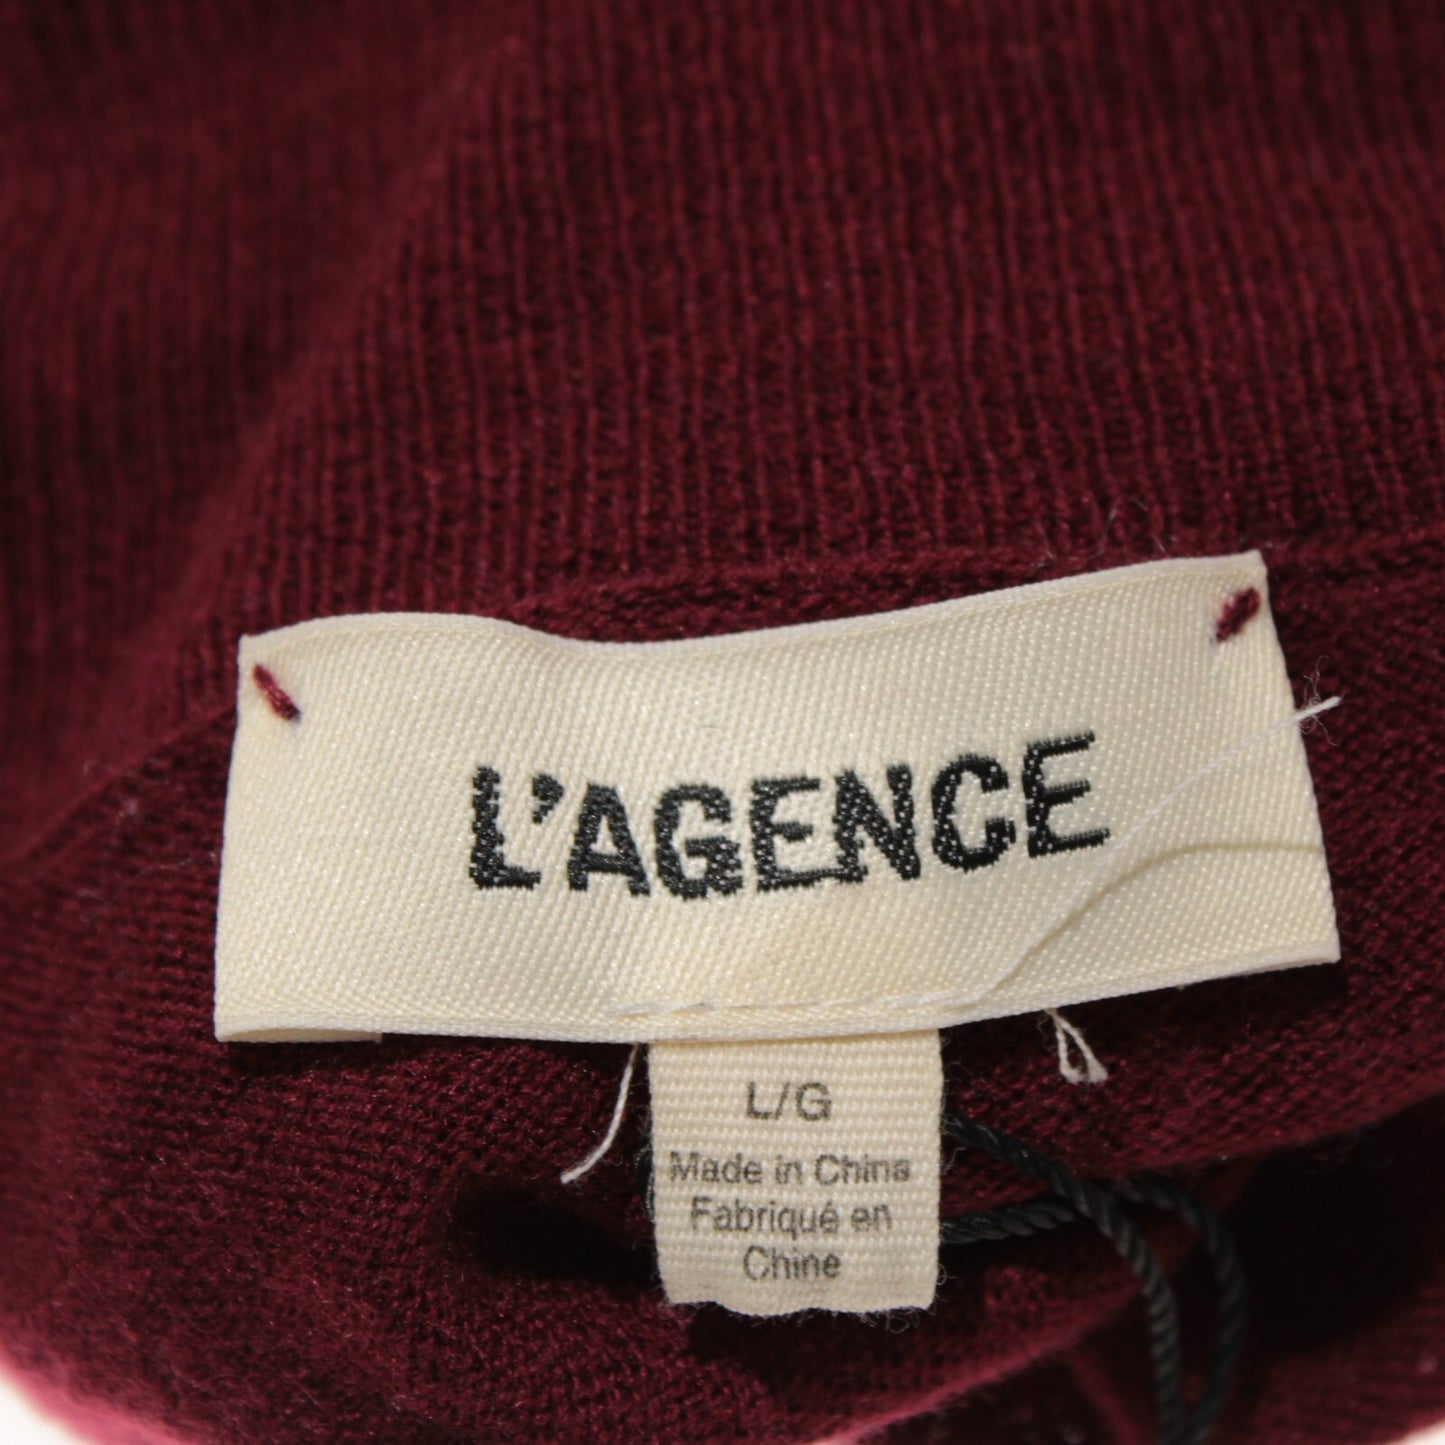 L'AGENCE
L/G
Made in China
Fabriqué en
Chine